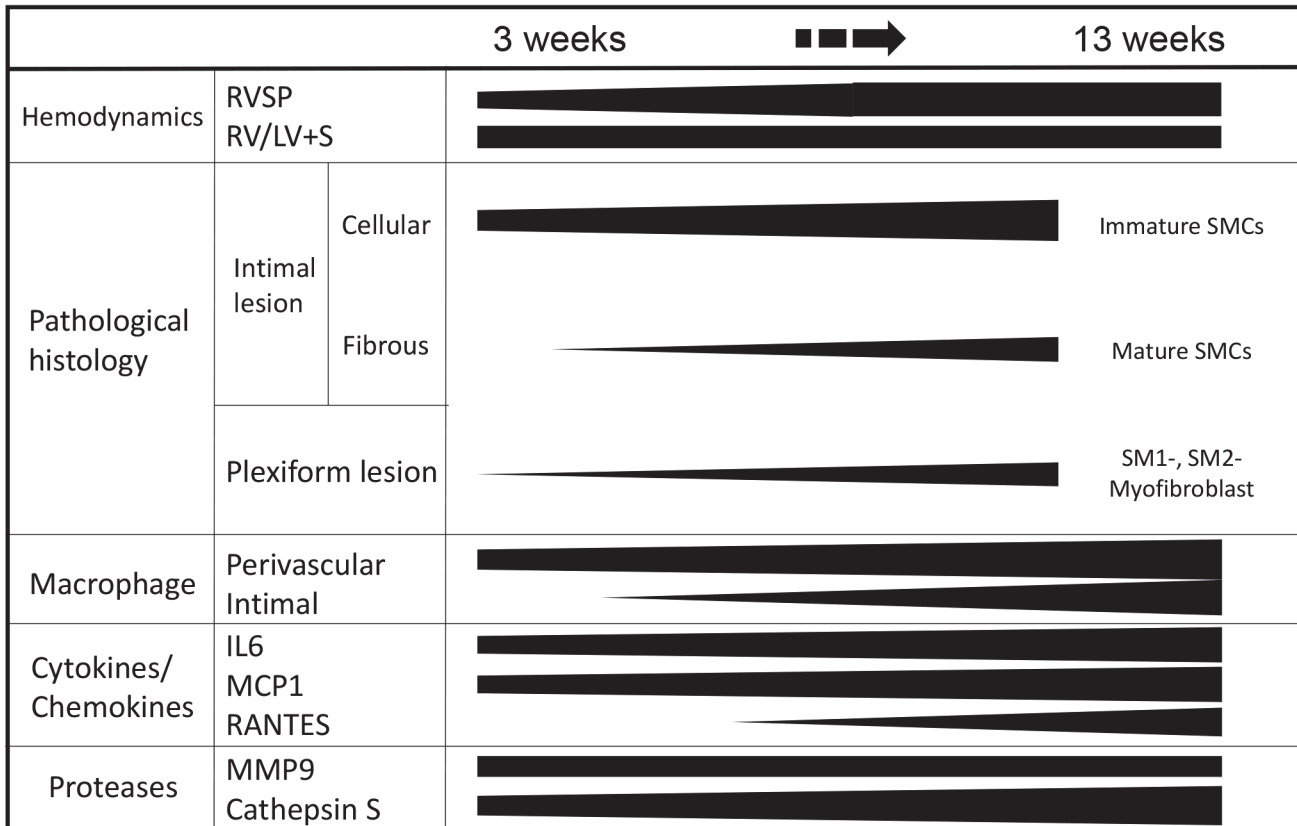 3 weeks 13 weeks
Hemodynamics
RVSP
RV/LV+S
Pathological
histology
Intimal
lesion
Cellular
Immature SMCs
Fibrous
Mature SMCs
Plexiform lesion
SM1-, SM2-
Myofibroblast
Macrophage
Perivascular
Intimal
Cytokines/
Chemokines
IL6
MCP1
RANTES
Proteases
MMP9
Cathepsin S